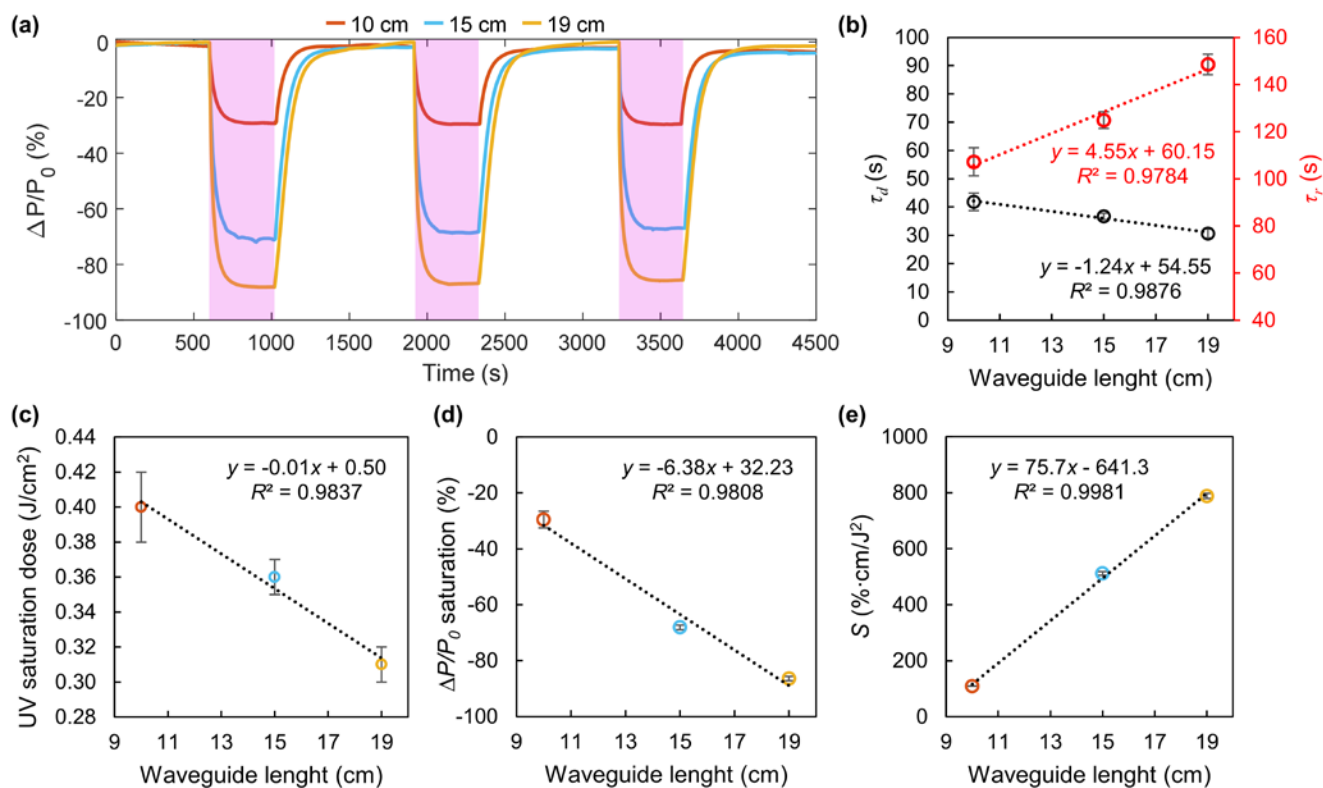 (a)
10 cm 15 cm 19 cm
0
-20
-40
-60
-80
-100
ΔP/P0 (%)
0 500 1000 1500 2000 2500 3000 3500 4000 4500
Time (s)
(b)
100
90
80
70
60
50
40
30
20
10
0
τd (s)
160
140
120
100
80
60
40
τr (s)
y = 4.55x + 60.15
R² = 0.9784
y = -1.24x + 54.55
R² = 0.9876
9 11 13 15 17 19
Waveguide lenght (cm)
(c)
0.44
0.42
0.40
0.38
0.36
0.34
0.32
0.30
0.28
UV saturation dose (J/cm²)
y = -0.01x + 0.50
R² = 0.9837
9 11 13 15 17 19
Waveguide lenght (cm)
(d)
0
-20
-40
-60
-80
-100
ΔP/P0 saturation (%)
y = -6.38x + 32.23
R² = 0.9808
9 11 13 15 17 19
Waveguide lenght (cm)
(e)
1000
800
600
400
200
0
S (%·cm/J²)
y = 75.7x - 641.3
R² = 0.9981
9 11 13 15 17 19
Waveguide lenght (cm)